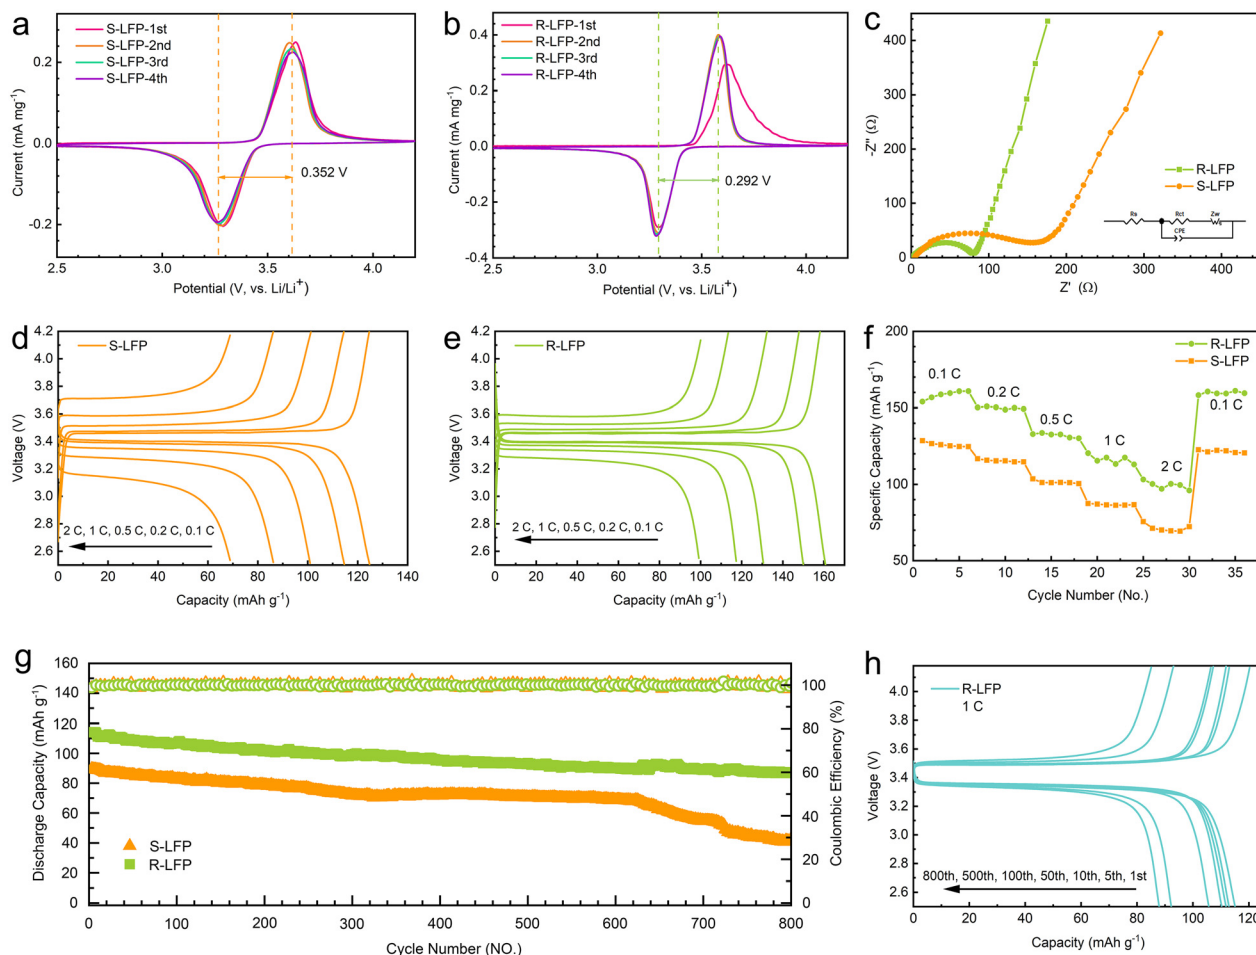 a
S-LFP-1st
S-LFP-2nd
S-LFP-3rd
S-LFP-4th
0.352 V
0.2
0.0
-0.2
Current (mA mg⁻¹)
2.5 3.0 3.5 4.0
Potential (V, vs. Li/Li⁺)
b
R-LFP-1st
R-LFP-2nd
R-LFP-3rd
R-LFP-4th
0.292 V
0.4
0.2
0.0
-0.2
-0.4
Current (mA mg⁻¹)
2.5 3.0 3.5 4.0
Potential (V, vs. Li/Li⁺)
c
R-LFP
S-LFP
Rs
Rct
Zw
CPE
400
300
200
100
0
-Z'' (Ω)
0 100 200 300 400
Z' (Ω)
d
S-LFP
2 C, 1 C, 0.5 C, 0.2 C, 0.1 C
4.2
4.0
3.8
3.6
3.4
3.2
3.0
2.8
2.6
Voltage (V)
0 20 40 60 80 100 120 140
Capacity (mAh g⁻¹)
e
R-LFP
2 C, 1 C, 0.5 C, 0.2 C, 0.1 C
4.2
4.0
3.8
3.6
3.4
3.2
3.0
2.8
2.6
Voltage (V)
0 20 40 60 80 100 120 140 160
Capacity (mAh g⁻¹)
f
R-LFP
S-LFP
0.1 C
0.2 C
0.5 C
1 C
2 C
0.1 C
200
150
100
50
Specific Capacity (mAh g⁻¹)
0 5 10 15 20 25 30 35
Cycle Number (No.)
g
S-LFP
R-LFP
160
140
120
100
80
60
40
20
0
Discharge Capacity (mAh g⁻¹)
100
80
60
40
20
0
Coulombic Efficiency (%)
0 100 200 300 400 500 600 700 800
Cycle Number (NO.)
h
R-LFP
1 C
800th, 500th, 100th, 50th, 10th, 5th, 1st
4.0
3.8
3.6
3.4
3.2
3.0
2.8
2.6
Voltage (V)
0 20 40 60 80 100 120
Capacity (mAh g⁻¹)